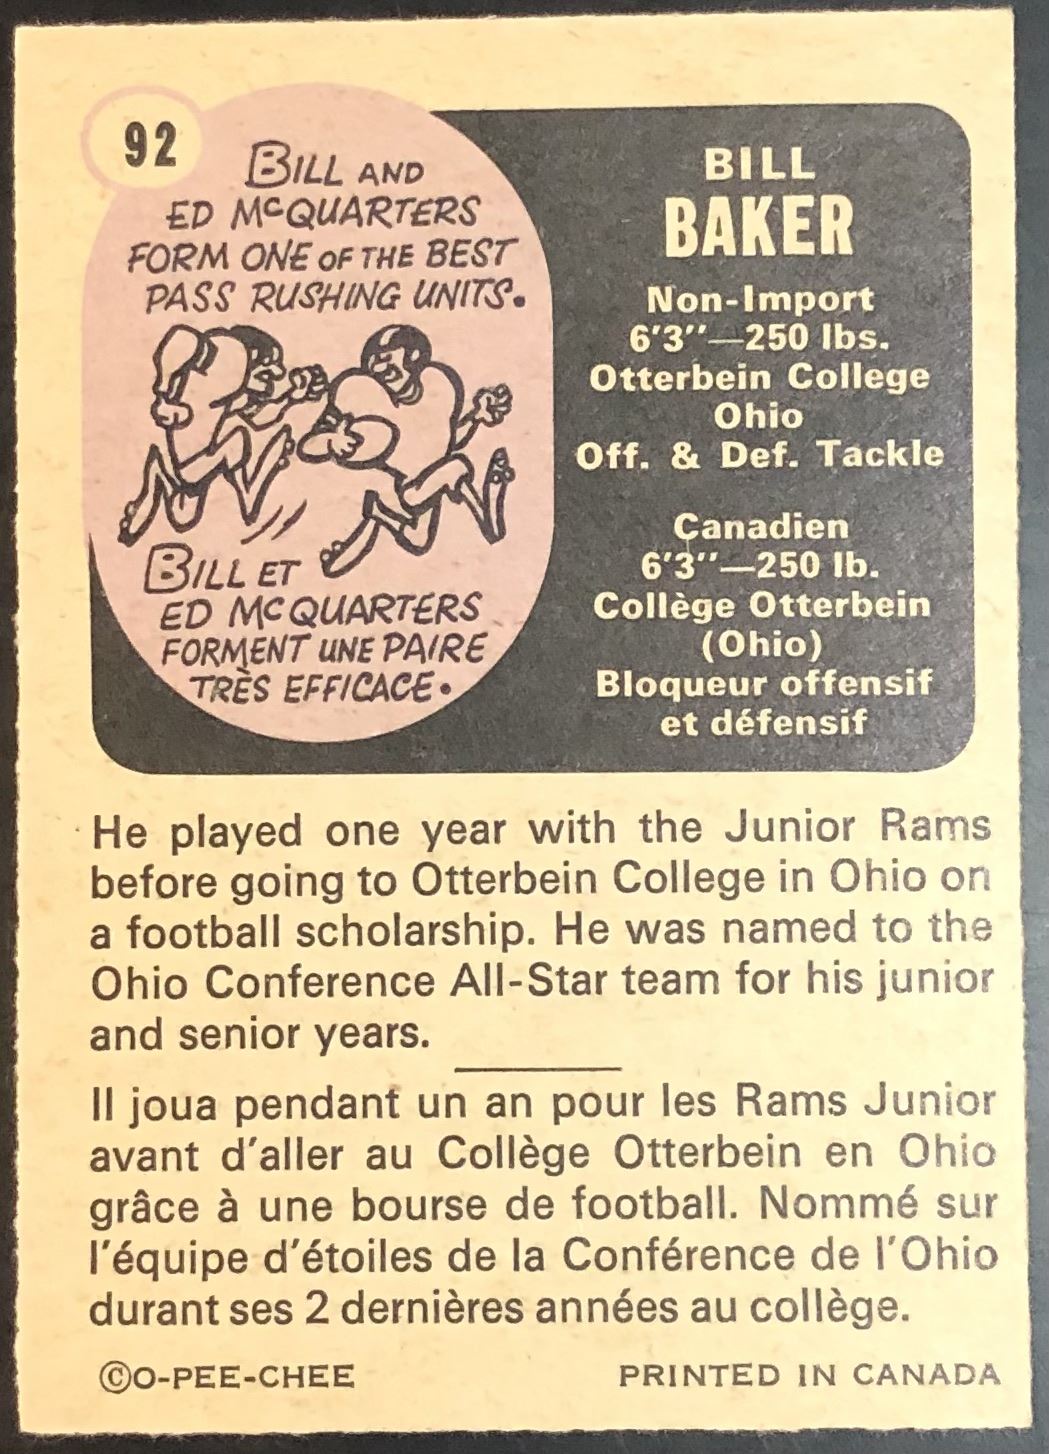 92
BILL AND
ED McQUARTERS
FORM ONE OF THE BEST
PASS RUSHING UNITS.
BILL ET
ED McQUARTERS
FORMENT UNE PAIRE
TRÈS EFFICACE.
BILL
BAKER
Non-Import
6'3"—250 lbs.
Otterbein College
Ohio
Off. & Def. Tackle
Canadien
6'3"—250 lb.
Collège Otterbein
(Ohio)
Bloqueur offensif
et défensif
He played one year with the Junior Rams
before going to Otterbein College in Ohio on
a football scholarship. He was named to the
Ohio Conference All-Star team for his junior
and senior years.
Il joua pendant un an pour les Rams Junior
avant d'aller au Collège Otterbein en Ohio
grâce à une bourse de football. Nommé sur
l'équipe d'étoiles de la Conférence de l'Ohio
durant ses 2 dernières années au collège.
©O-PEE-CHEE
PRINTED IN CANADA